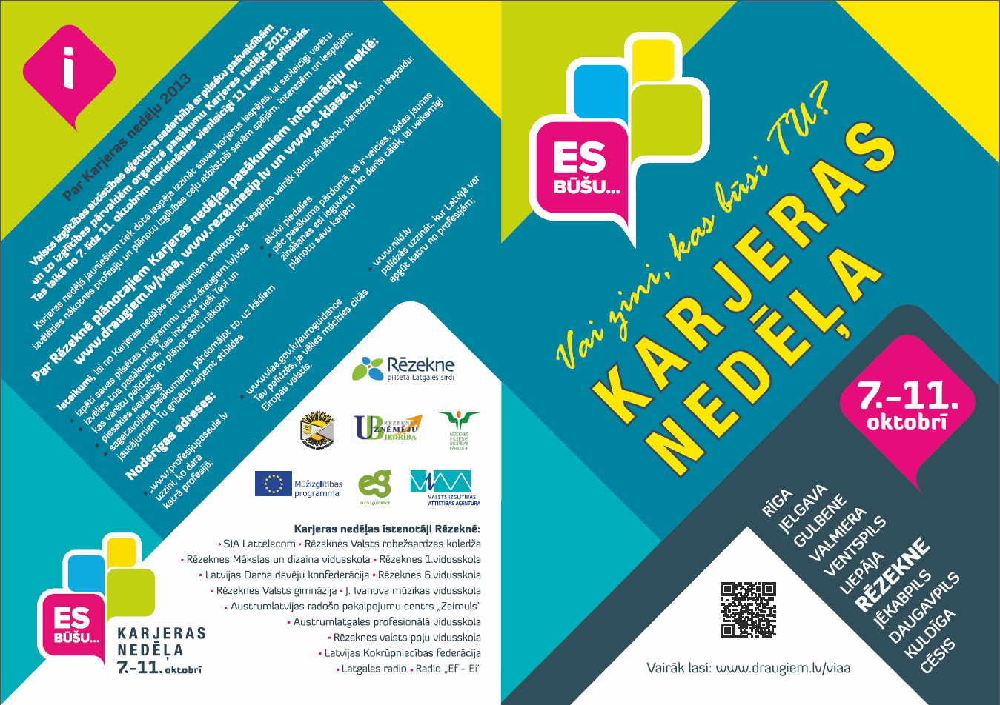 i
Par Karjeras nedēļu 2013
Valsts izglītības attīstības aģentūra sadarbībā ar pilsētu pašvaldībām
un to izglītības pārvaldēm organizē pasākumu Karjeras nedēļa 2013.
Tas laikā no 7. līdz 11. oktobrim norisināsies vienlaicīgi 11 Latvijas pilsētās.
Karjeras nedēļā jauniešiem tiek dota iespēja izzināt savas karjeras iespējas, lai savlaicīgi varētu
izvēlēties nākotnes profesiju un plānotu izglītības ceļu atbilstoši savām spējām, interesēm un iespējām.
Par Rēzeknē plānotajiem Karjeras nedēļas pasākumiem informāciju meklē:
www.draugiem.lv/viaa, www.rezeknesip.lv un www.e-klase.lv.
Ieteikumi, lai no Karjeras nedēļas pasākumiem smeltos pēc iespējas vairāk jaunu zināšanu, pieredzes un iespaidu:
• izpēti savas pilsētas programmu www.draugiem.lv/viaa
• izvēlies tos pasākumus, kas interesē tieši Tevi un
kas varētu palīdzēt Tev plānot savu nākotni
• piesakies savlaicīgi
• sagatavojies pasākumiem, pārdomājot to, uz kādiem
jautājumiem Tu gribētu saņemt atbildes
• aktīvi piedalies
• pēc pasākuma pārdomā, kā ir veicies, kādas jaunas
zināšanas esi ieguvis un ko darīsi tālāk, lai veiksmīgi
plānotu savu karjeru
Noderīgas adreses:
• „www.profesijupasaule.lv
uzzini, ko dara
katrā profesijā;
• www.viaa.gov.lv/euroguidance
Tev palīdzēs, ja vēlies mācīties citās
Eiropas valstīs.
• www.niid.lv
palīdzēs uzzināt, kur Latvijā var
apgūt katru no profesijām;
Rēzekne
pilsēta Latgales sirdī
RĒZEKNES
UZŅĒMĒJU
BIEDRĪBA
RĒZEKNES
PILSĒTAS
IZGLĪTĪBAS
PĀRVALDE
Mūžizglītības
programma
eg
euro|guidance
VIAA
VALSTS IZGLĪTĪBAS
ATTĪSTĪBAS AĢENTŪRA
Karjeras nedēļas īstenotāji Rēzeknē:
• SIA Lattelecom • Rēzeknes Valsts robežsardzes koledža
• Rēzeknes Mākslas un dizaina vidusskola • Rēzeknes 1.vidusskola
• Latvijas Darba devēju konfederācija • Rēzeknes 6.vidusskola
• Rēzeknes Valsts ģimnāzija • J. Ivanova mūzikas vidusskola
• Austrumlatvijas radošo pakalpojumu centrs „Zeimuļs"
• Austrumlatgales profesionālā vidusskola
• Rēzeknes valsts poļu vidusskola
• Latvijas Kokrūpniecības federācija
• Latgales radio • Radio „Ef - Ei"
ES
BŪŠU...
KARJERAS
NEDĒĻA
7.-11. oktobrī
ES
BŪŠU...
Vai zini, kas būsi TU?
KARJERAS
NEDĒĻA
7.-11.
oktobrī
RĪGA
JELGAVA
GULBENE
VALMIERA
VENTSPILS
LIEPĀJA
RĒZEKNE
JĒKABPILS
DAUGAVPILS
KULDĪGA
CĒSIS
Vairāk lasi: www.draugiem.lv/viaa